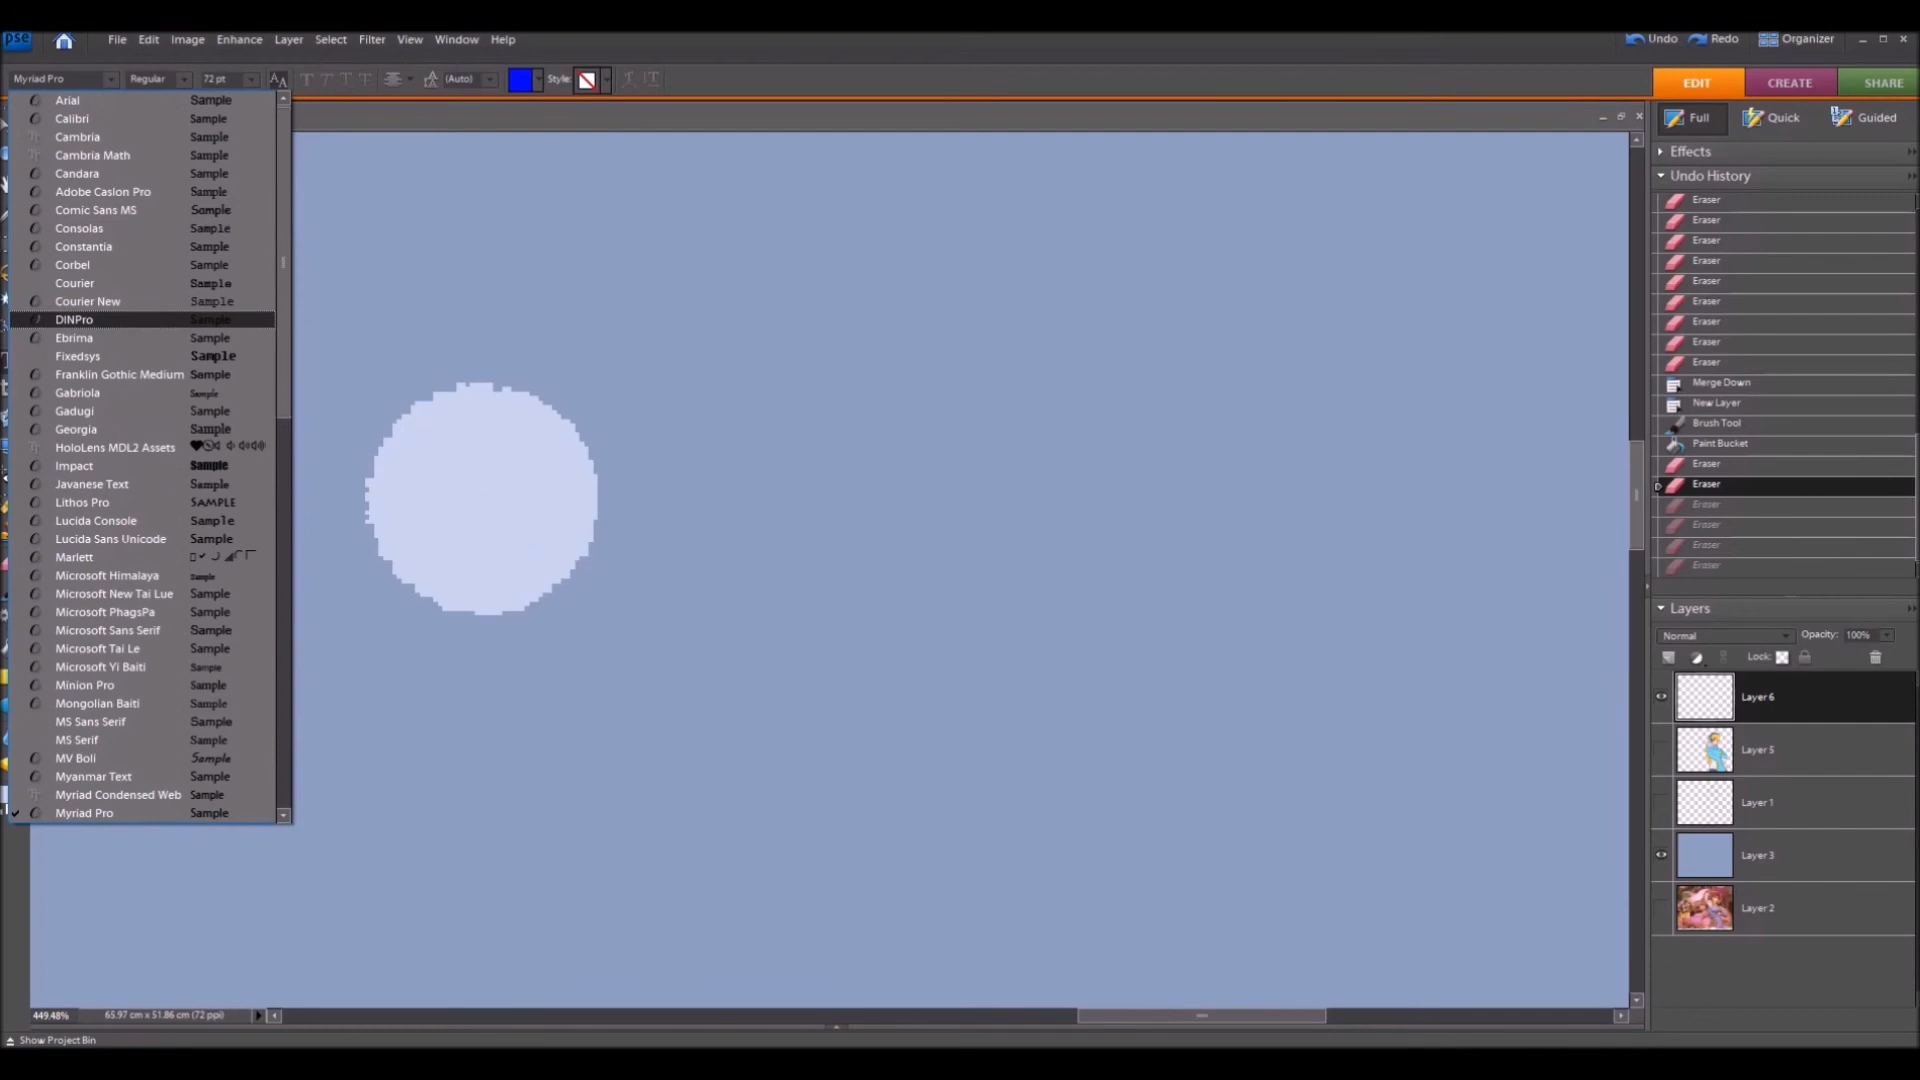 pse File Edit Image Enhance Layer Select Filter View Window Help Undo Redo Organizer
Myriad Pro Regular 72 pt (Auto) Style: EDIT CREATE SHARE
Arial Sample
Calibri Sample
Cambria Sample
Cambria Math Sample
Candara Sample
Adobe Caslon Pro Sample
Comic Sans MS Sample
Consolas Sample
Constantia Sample
Corbel Sample
Courier Sample
Courier New Sample
DINPro Sample
Ebrima Sample
Fixedsys Sample
Franklin Gothic Medium Sample
Gabriola Sample
Gadugi Sample
Georgia Sample
HoloLens MDL2 Assets
Impact Sample
Javanese Text Sample
Lithos Pro SAMPLE
Lucida Console Sample
Lucida Sans Unicode Sample
Marlett
Microsoft Himalaya Sample
Microsoft New Tai Lue Sample
Microsoft PhagsPa Sample
Microsoft Sans Serif Sample
Microsoft Tai Le Sample
Microsoft Yi Baiti Sample
Minion Pro Sample
Mongolian Baiti Sample
MS Sans Serif Sample
MS Serif Sample
MV Boli Sample
Myanmar Text Sample
Myriad Condensed Web Sample
Myriad Pro Sample
Full Quick Guided
Effects
Undo History
Eraser
Eraser
Eraser
Eraser
Eraser
Eraser
Eraser
Eraser
Eraser
Merge Down
New Layer
Brush Tool
Paint Bucket
Eraser
Eraser
Eraser
Eraser
Eraser
Eraser
Layers
Normal Opacity: 100%
Lock:
Layer 6
Layer 5
Layer 1
Layer 3
Layer 2
449.48% 65.97 cm x 51.86 cm (72 ppi)
Show Project Bin